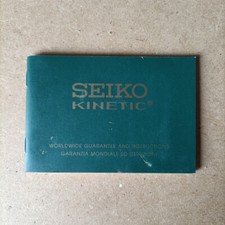 SEIKO
KINETIC®
WORLDWIDE GUARANTEE AND
GARANZIA MONDIALE